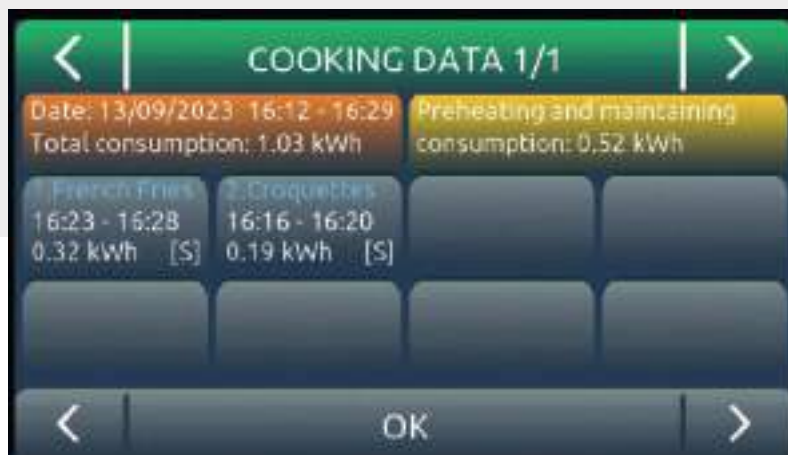 COOKING DATA 1/1
Date: 13/09/2023 16:12 - 16:29
Total consumption: 1.03 kWh
Preheating and maintaining
consumption: 0.52 kWh
1.French Fries
16:23 - 16:28
0.32 kWh [S]
2.Croquettes
16:16 - 16:20
0.19 kWh [S]
OK